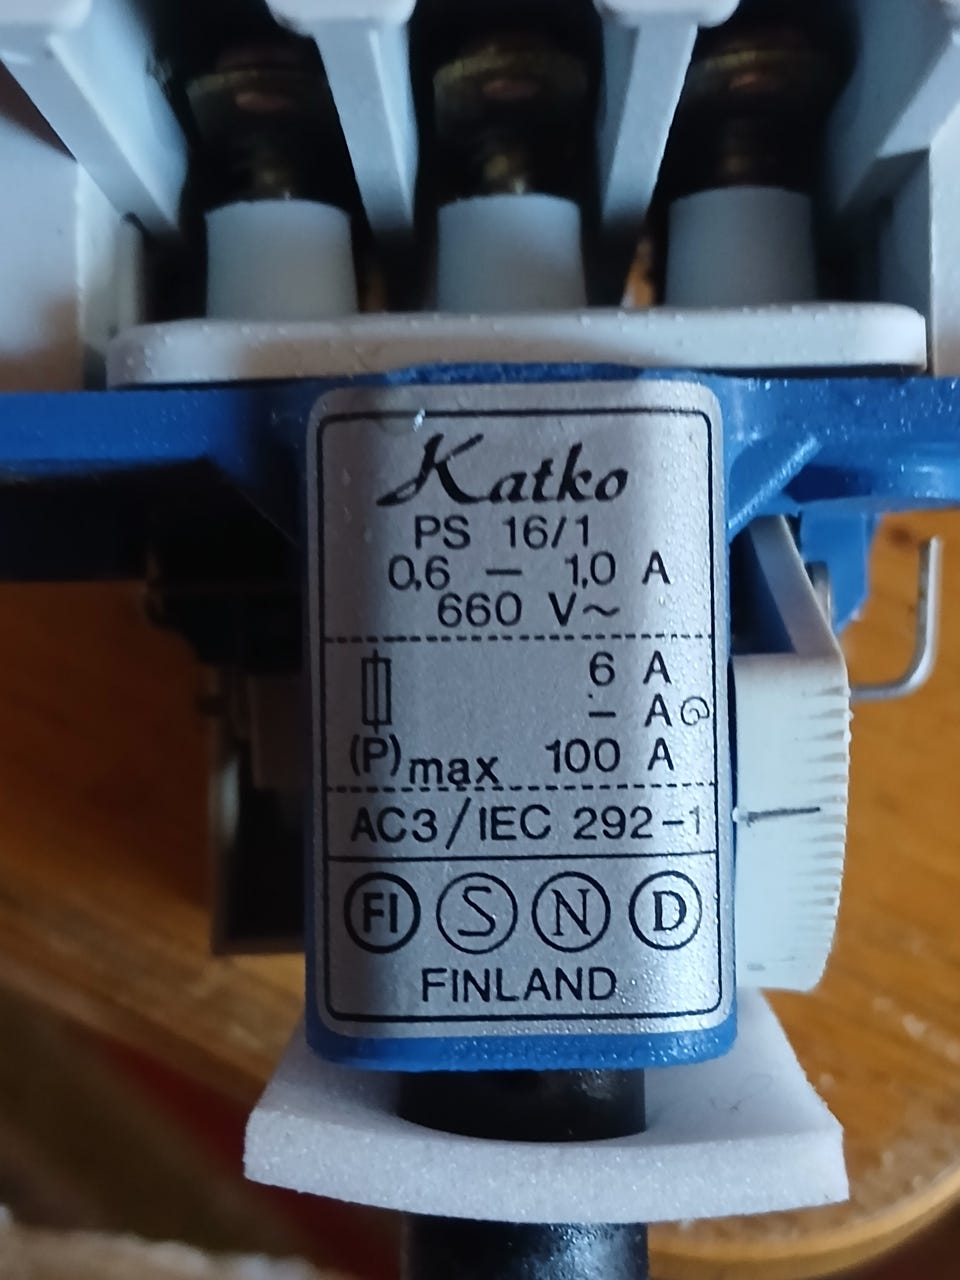 Katko
PS 16/1
0,6 – 1,0 A
660 V~
6 A
– A
(P)max 100 A
AC3/IEC 292-1
FI S N D
FINLAND